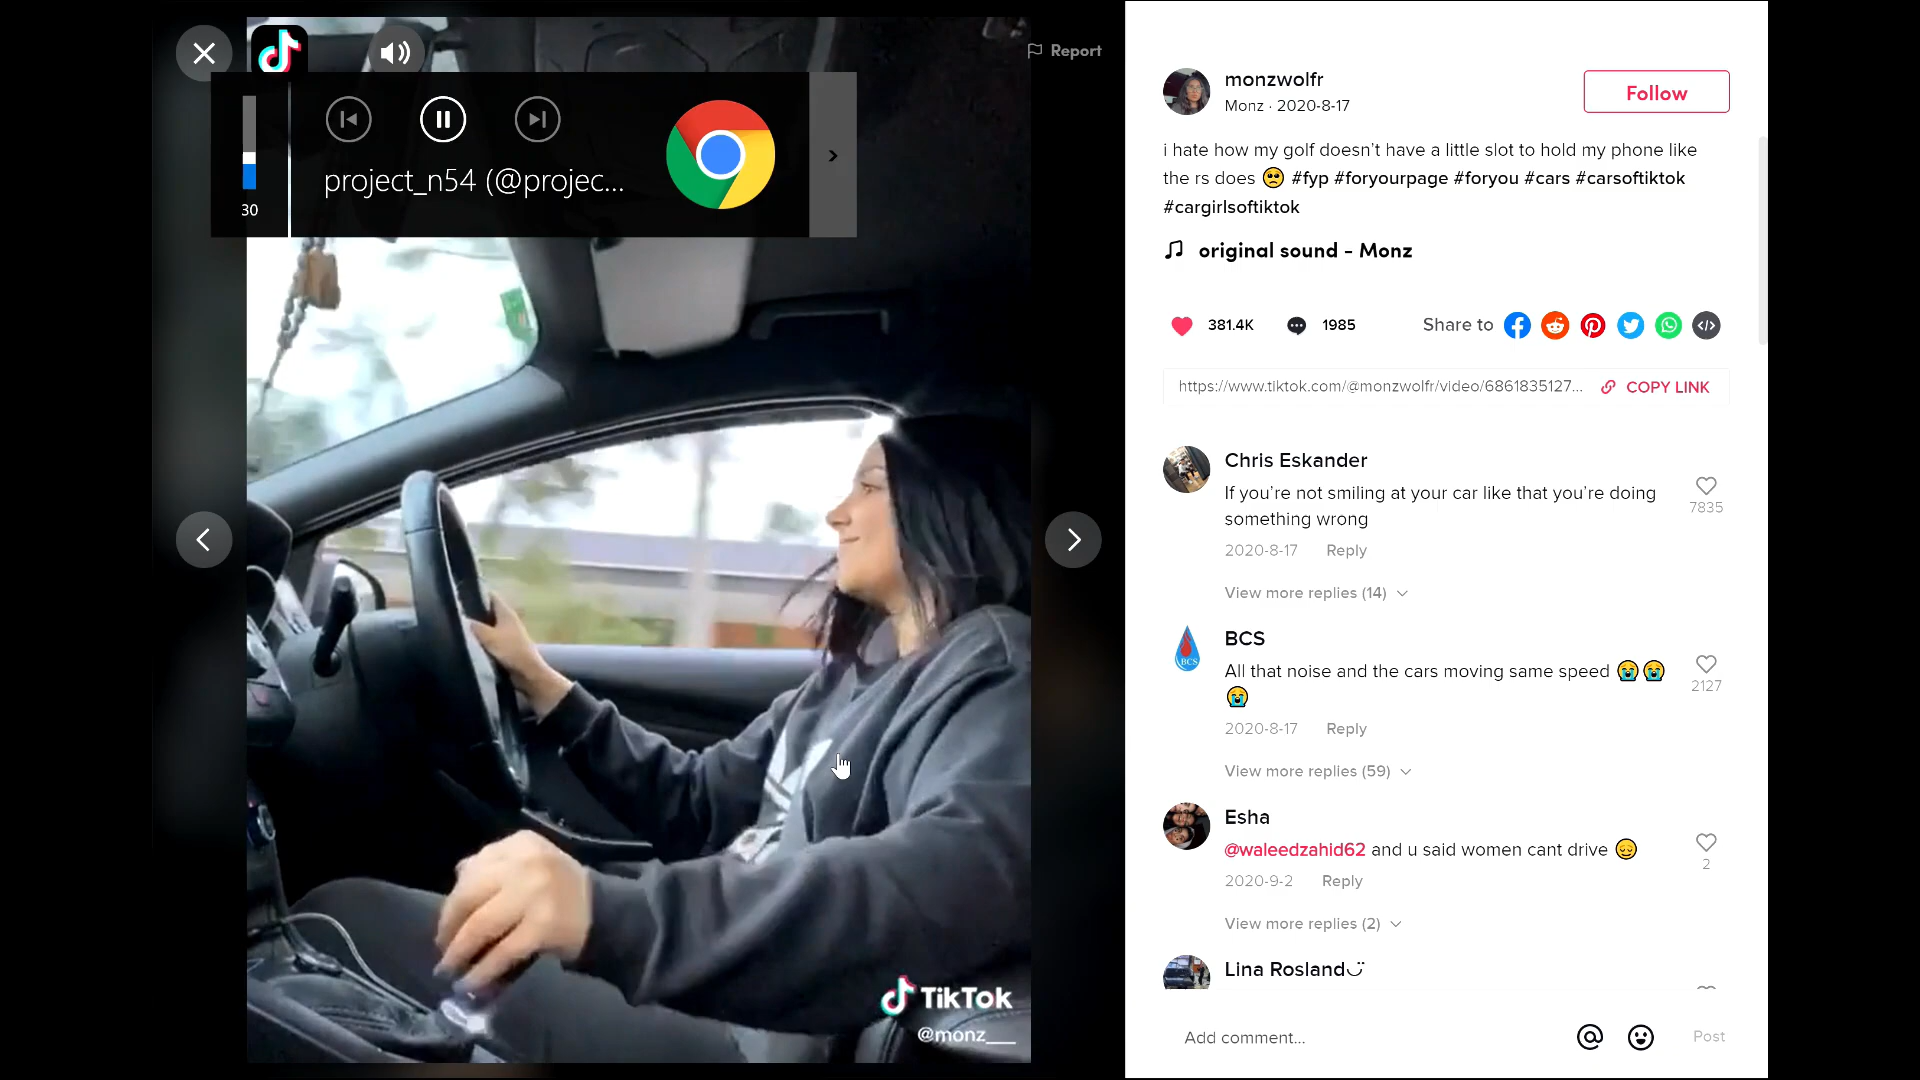 Report
30
project_n54 (@projec...
TikTok
@monz___
monzwolfr
Monz · 2020-8-17
Follow
i hate how my golf doesn't have a little slot to hold my phone like
the rs does 🥺 #fyp #foryourpage #foryou #cars #carsoftiktok
#cargirlsoftiktok
original sound - Monz
381.4K
1985
Share to
https://www.tiktok.com/@monzwolfr/video/6861835127...
COPY LINK
Chris Eskander
If you're not smiling at your car like that you're doing
something wrong
7835
2020-8-17 Reply
View more replies (14)
BCS
BCS
All that noise and the cars moving same speed 😭😭
😭
2127
2020-8-17 Reply
View more replies (59)
Esha
@waleedzahid62 and u said women cant drive 😌
2
2020-9-2 Reply
View more replies (2)
Lina Rosland
Add comment...
Post